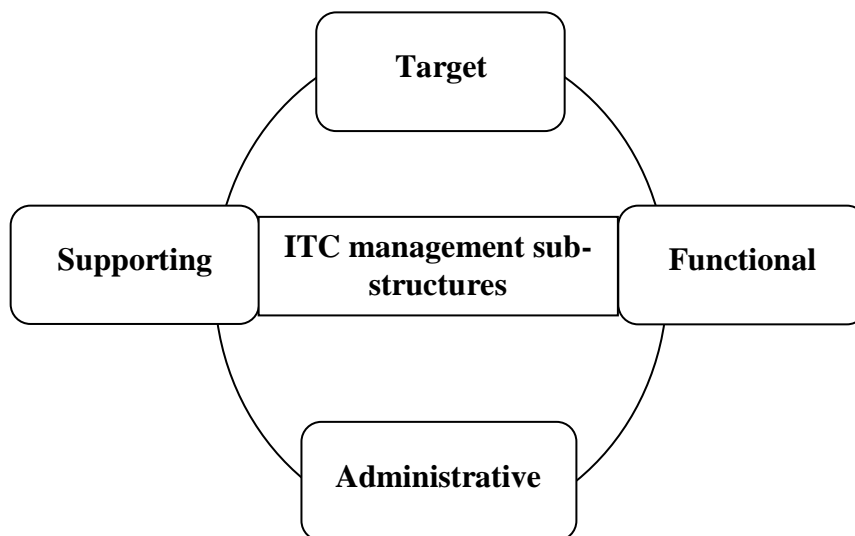 Target
Supporting
ITC management sub-
structures
Functional
Administrative